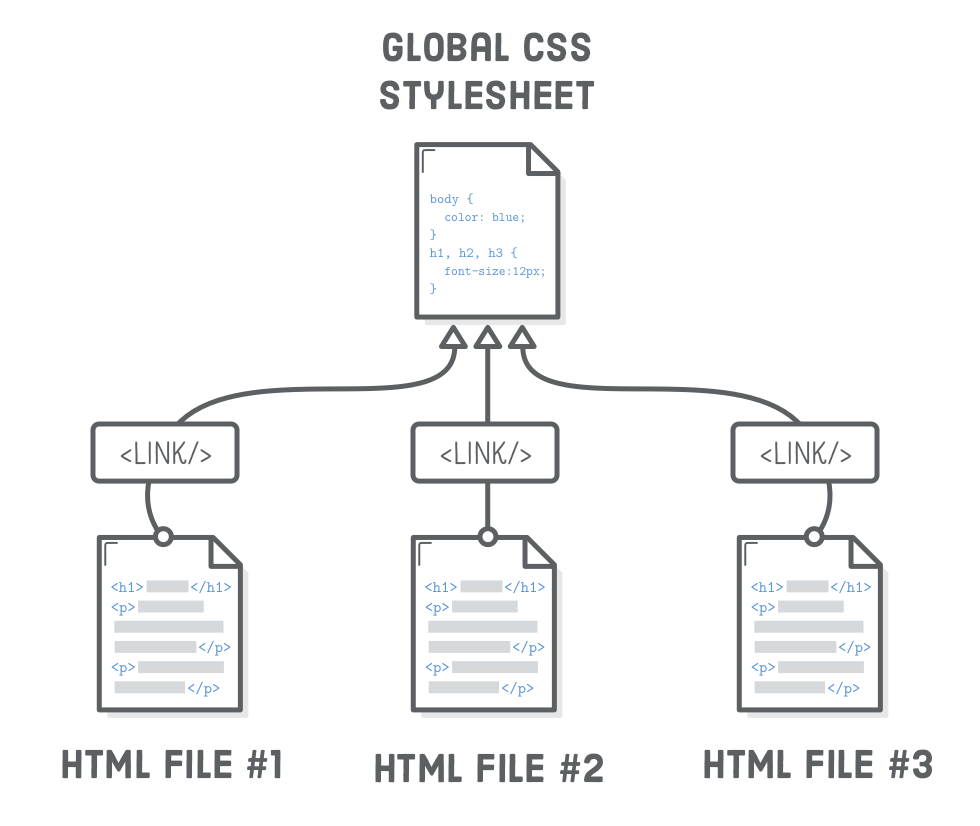 GLOBAL CSS
STYLESHEET
body {
  color: blue;
}
h1, h2, h3 {
  font-size:12px;
}
<LINK/>
<LINK/>
<LINK/>
<h1> </h1>
<p>
</p>
<p>
</p>
<h1> </h1>
<p>
</p>
<p>
</p>
<h1> </h1>
<p>
</p>
<p>
</p>
HTML FILE #1
HTML FILE #2
HTML FILE #3